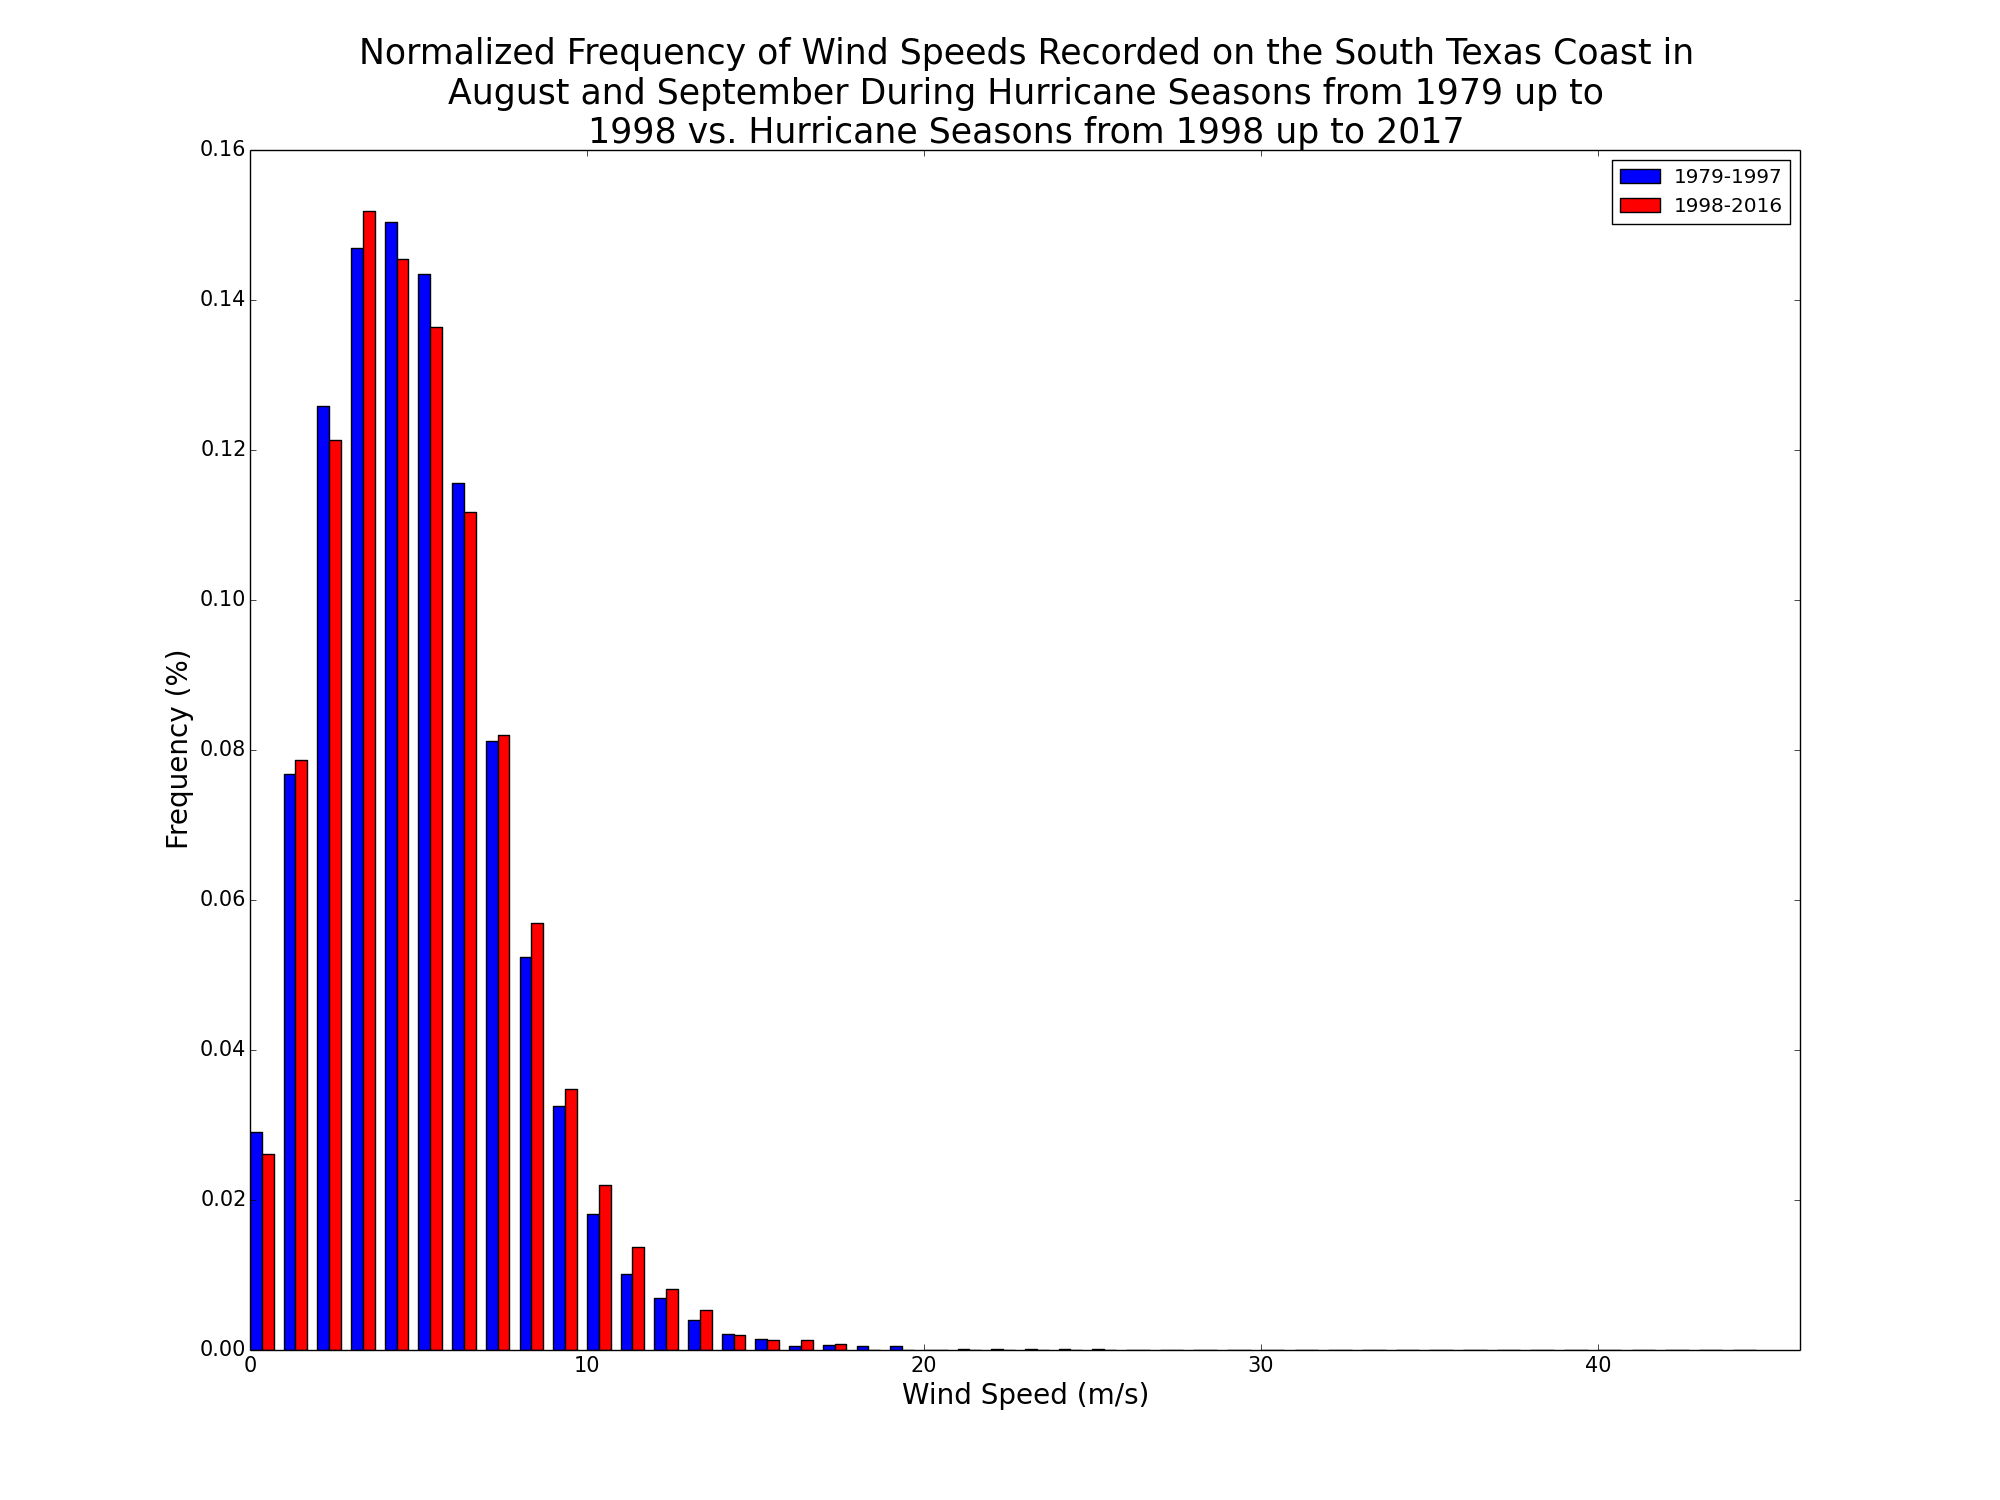 Normalized Frequency of Wind Speeds Recorded on the South Texas Coast in
August and September During Hurricane Seasons from 1979 up to
1998 vs. Hurricane Seasons from 1998 up to 2017
1979-1997
1998-2016
0.16
0.14
0.12
0.10
0.08
0.06
0.04
0.02
0.00
Frequency (%)
0 10 20 30 40
Wind Speed (m/s)